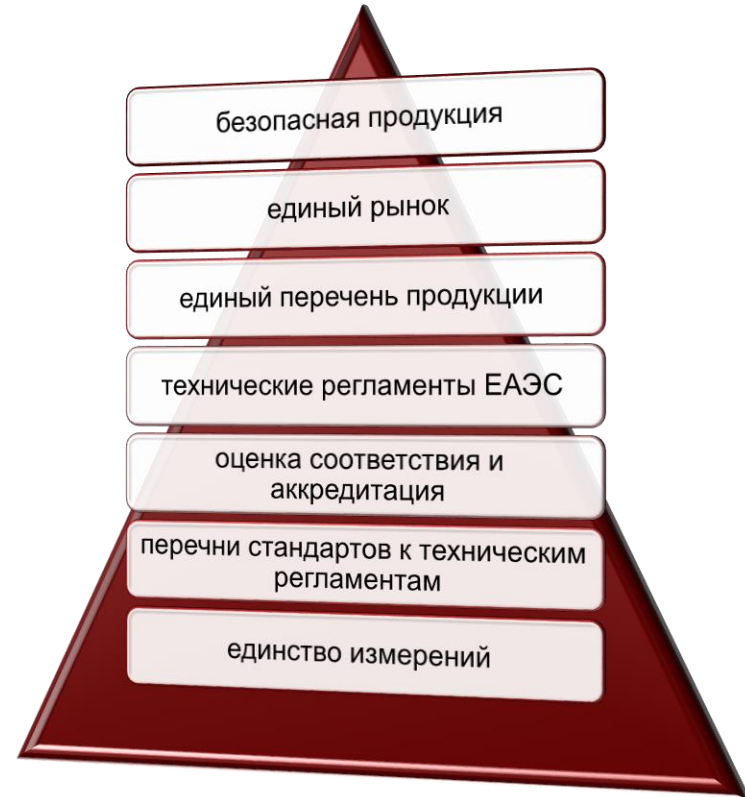 безопасная продукция
единый рынок
единый перечень продукции
технические регламенты ЕАЭС
оценка соответствия и
аккредитация
перечни стандартов к техническим
регламентам
единство измерений